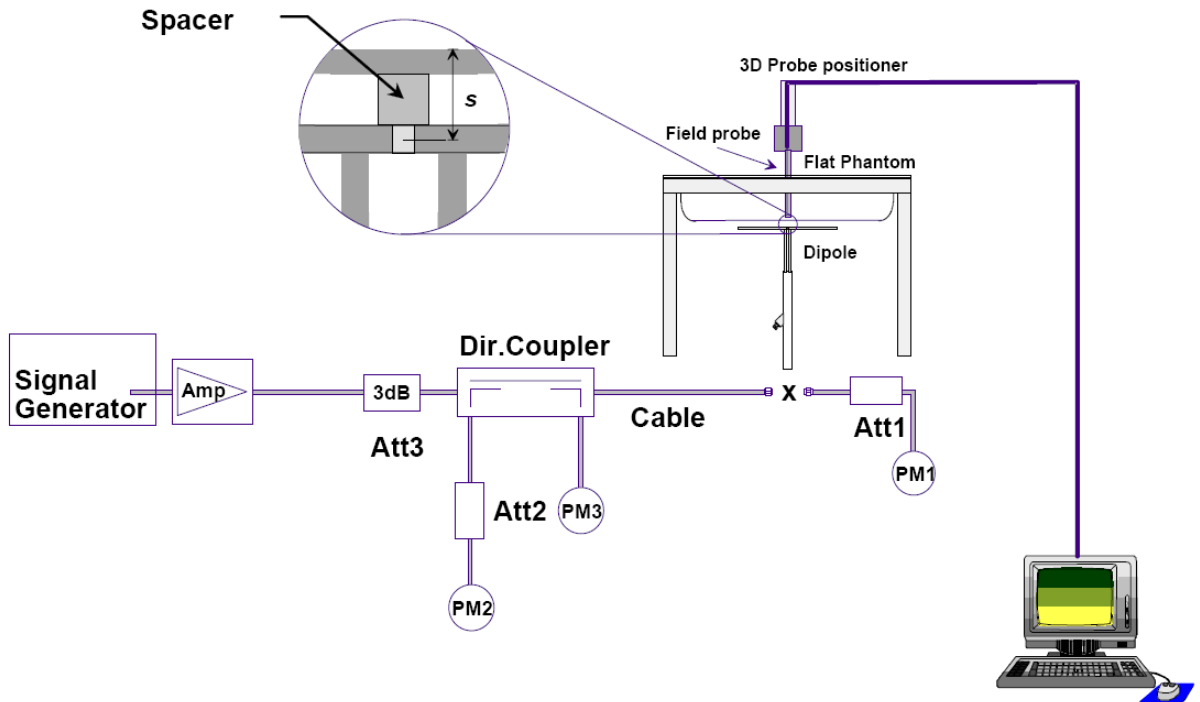 Spacer
s
3D Probe positioner
Field probe
Flat Phantom
Dipole
Signal
Generator
Amp
3dB
Att3
Dir.Coupler
Cable
x
Att1
PM1
Att2
PM3
PM2